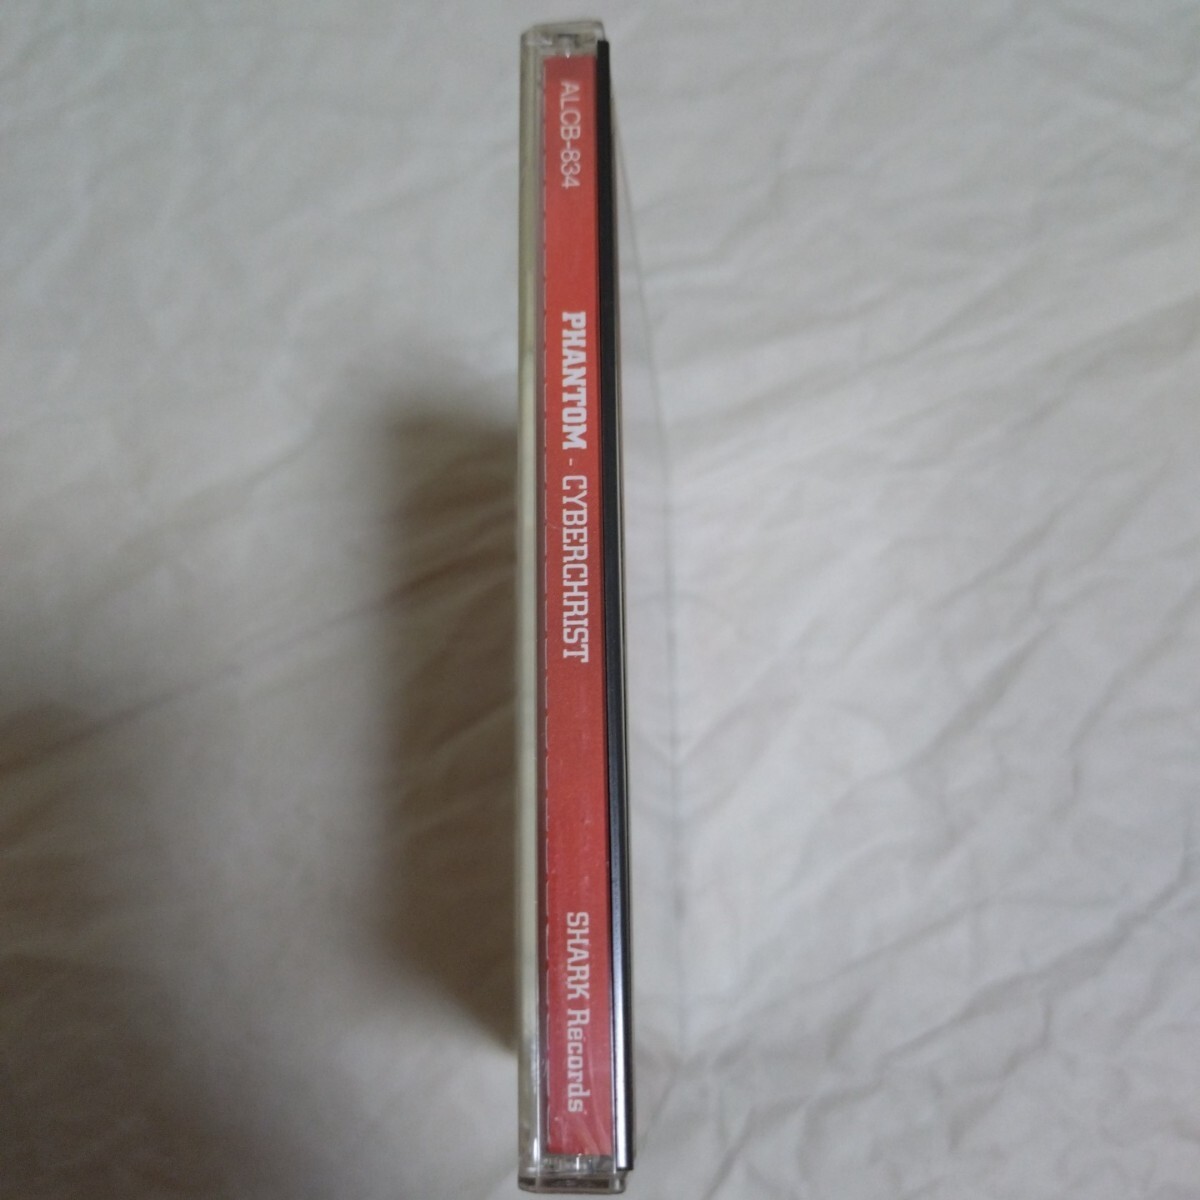 ALCB-834
PHANTOM - CYBERCHRIST
SHARK Records